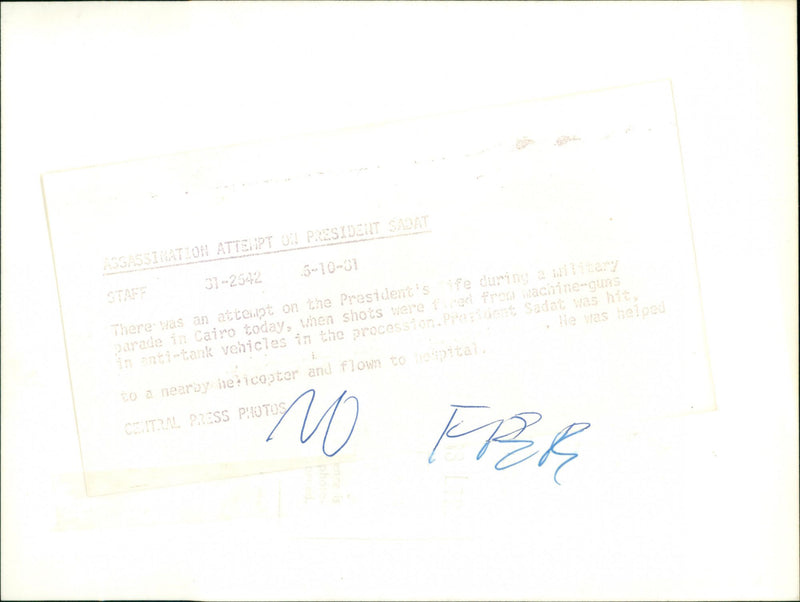 ASSASSINATION ATTEMPT ON PRESIDENT SADAT
STAFF 81-2642 6-10-81
There was an attempt on the President's life during a military
parade in Cairo today, when shots were fired from machine-guns
in anti-tank vehicles in the procession.President Sadat was hit,
. He was helped
to a nearby helicopter and flown to hospital.
CENTRAL PRESS PHOTOS
NO